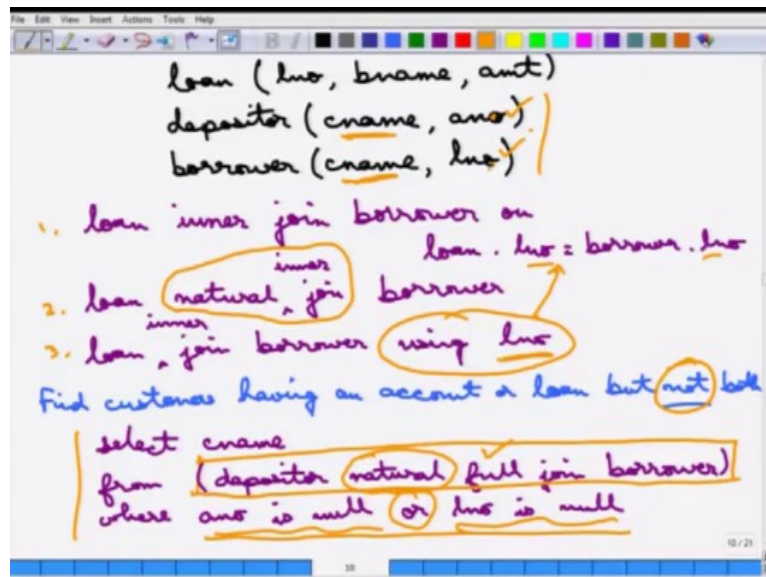 File Edit View Insert Actions Tools Help
loan (lno, bname, amt)
depositor (cname, ano)
borrower (cname, lno)
1. loan inner join borrower on
loan . lno = borrower . lno
2. loan natural inner join borrower
3. loan inner join borrower using lno
Find customers having an account or loan but not both
select cname
from (depositor natural full join borrower)
where ano is null or lno is null
10 / 21
10